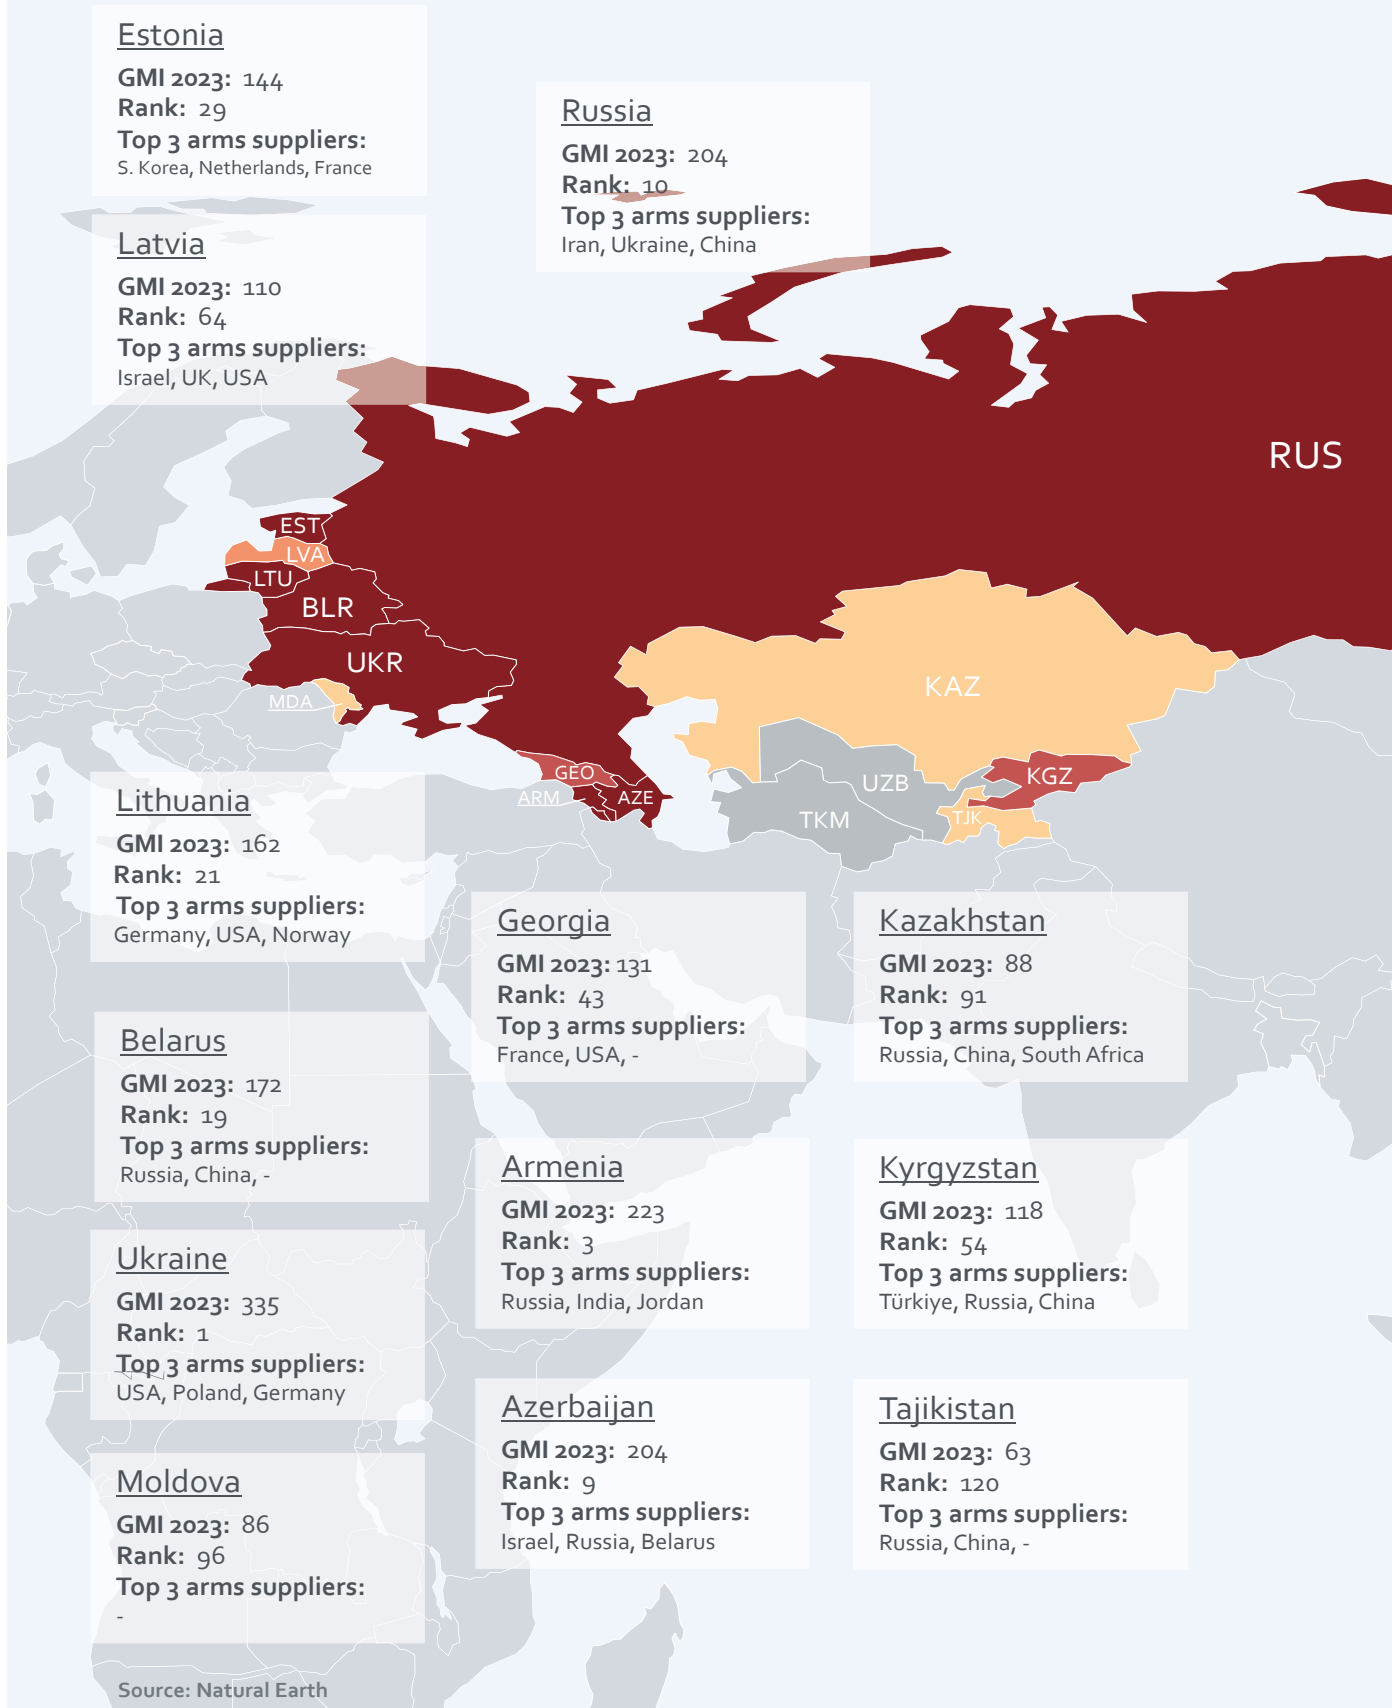 Estonia
GMI 2023: 144
Rank: 29
Top 3 arms suppliers:
S. Korea, Netherlands, France
Russia
GMI 2023: 204
Rank: 10
Top 3 arms suppliers:
Iran, Ukraine, China
Latvia
GMI 2023: 110
Rank: 64
Top 3 arms suppliers:
Israel, UK, USA
RUS
EST
LVA
LTU
BLR
UKR
MDA
KAZ
GEO
ARM
AZE
UZB
TKM
KGZ
TJK
Lithuania
GMI 2023: 162
Rank: 21
Top 3 arms suppliers:
Germany, USA, Norway
Georgia
GMI 2023: 131
Rank: 43
Top 3 arms suppliers:
France, USA, -
Kazakhstan
GMI 2023: 88
Rank: 91
Top 3 arms suppliers:
Russia, China, South Africa
Belarus
GMI 2023: 172
Rank: 19
Top 3 arms suppliers:
Russia, China, -
Armenia
GMI 2023: 223
Rank: 3
Top 3 arms suppliers:
Russia, India, Jordan
Kyrgyzstan
GMI 2023: 118
Rank: 54
Top 3 arms suppliers:
Türkiye, Russia, China
Ukraine
GMI 2023: 335
Rank: 1
Top 3 arms suppliers:
USA, Poland, Germany
Azerbaijan
GMI 2023: 204
Rank: 9
Top 3 arms suppliers:
Israel, Russia, Belarus
Tajikistan
GMI 2023: 63
Rank: 120
Top 3 arms suppliers:
Russia, China, -
Moldova
GMI 2023: 86
Rank: 96
Top 3 arms suppliers:
-
Source: Natural Earth